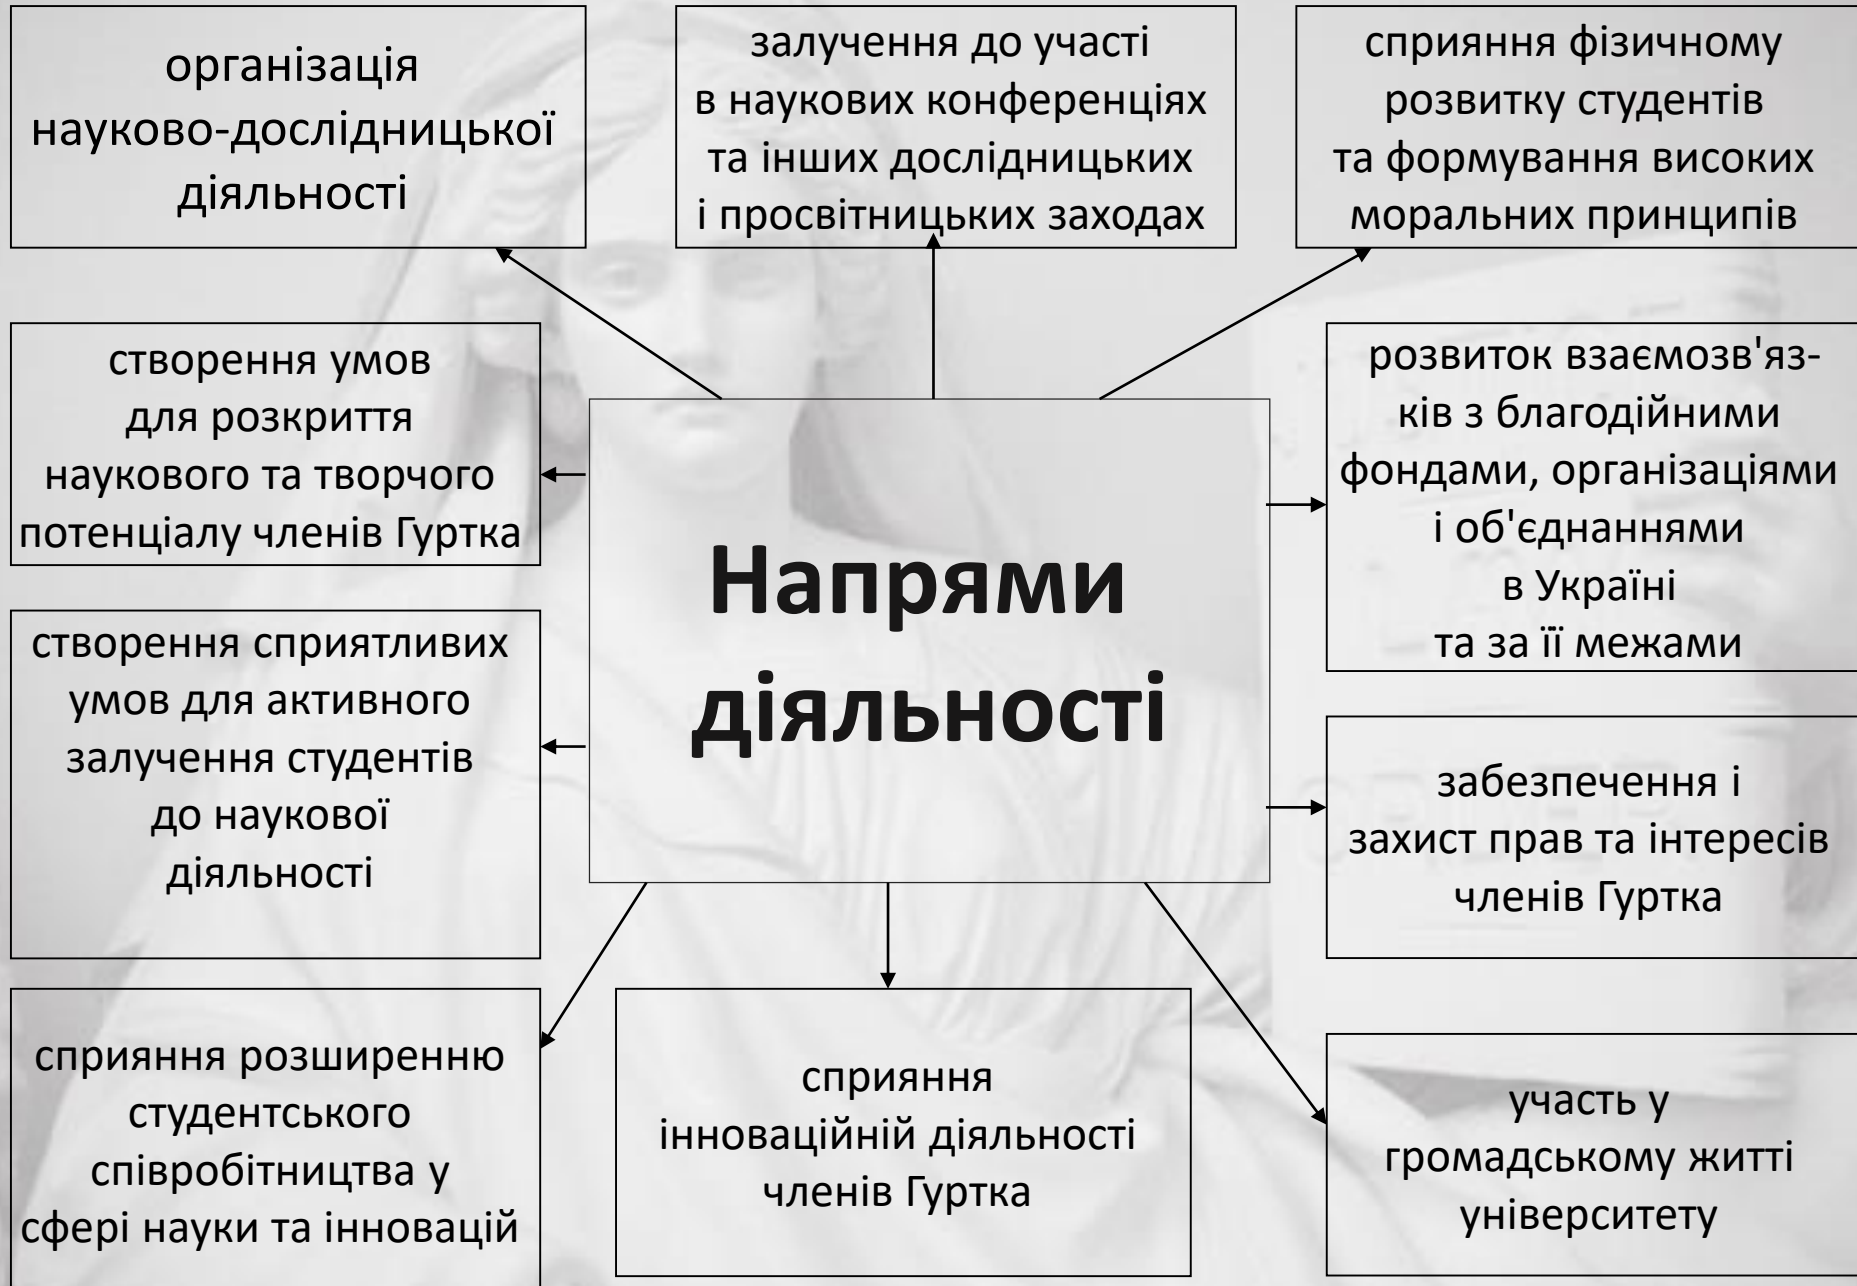 організація
науково-дослідницької
діяльності
залучення до участі
в наукових конференціях
та інших дослідницьких
і просвітницьких заходах
сприяння фізичному
розвитку студентів
та формування високих
моральних принципів
створення умов
для розкриття
наукового та творчого
потенціалу членів Гуртка
розвиток взаємозв'яз-
ків з благодійними
фондами, організаціями
і об'єднаннями
в Україні
та за її межами
Напрями
діяльності
створення сприятливих
умов для активного
залучення студентів
до наукової
діяльності
забезпечення і
захист прав та інтересів
членів Гуртка
сприяння розширенню
студентського
співробітництва у
сфері науки та інновацій
сприяння
інноваційній діяльності
членів Гуртка
участь у
громадському житті
університету